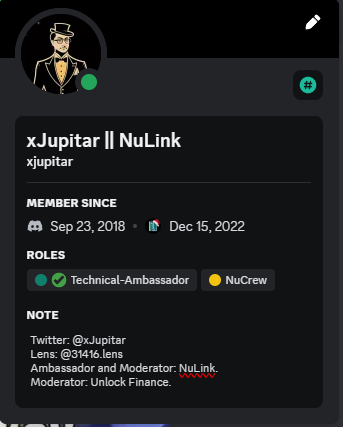 xJupitar || NuLink
xjupitar
MEMBER SINCE
Sep 23, 2018 • Dec 15, 2022
ROLES
Technical-Ambassador NuCrew
NOTE
Twitter: @xJupitar
Lens: @31416.lens
Ambassador and Moderator: NuLink.
Moderator: Unlock Finance.